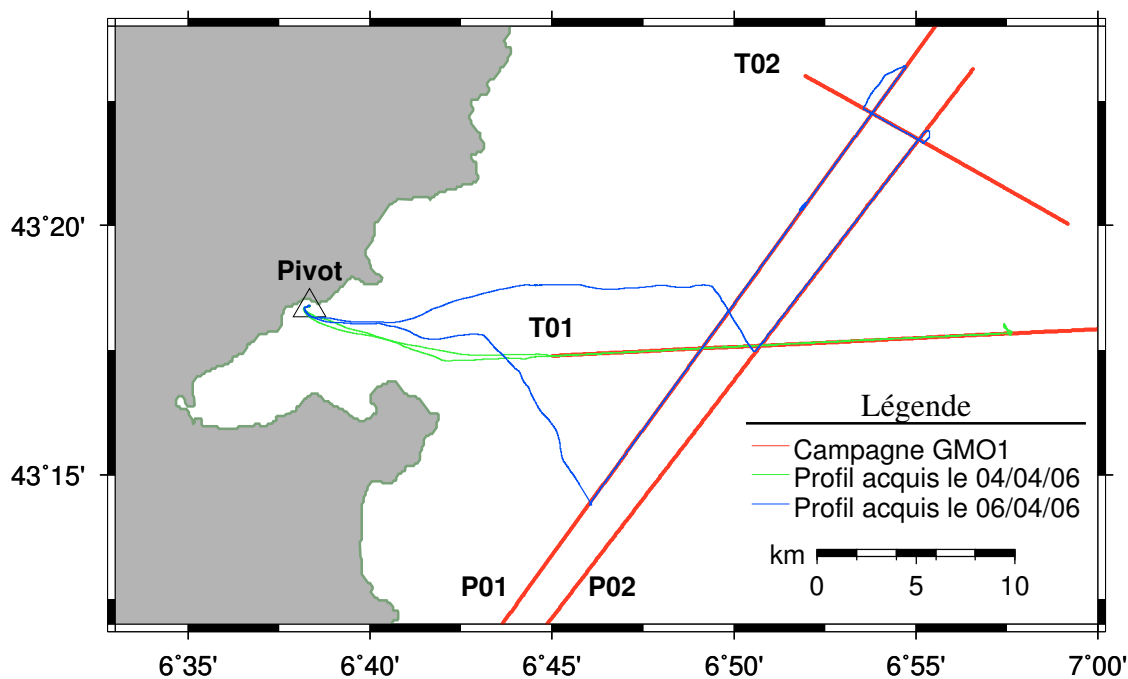 T02
43°20'
Pivot
T01
Légende
Campagne GMO1
Profil acquis le 04/04/06
Profil acquis le 06/04/06
43°15'
km
0 5 10
P01 P02
6°35' 6°40' 6°45' 6°50' 6°55' 7°00'